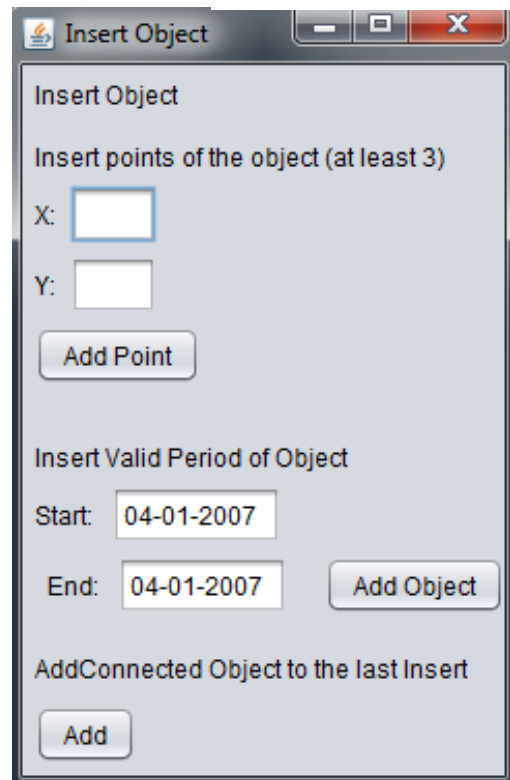 Insert Object
Insert Object
Insert points of the object (at least 3)
X:
Y:
Add Point
Insert Valid Period of Object
Start: 04-01-2007
End: 04-01-2007 Add Object
AddConnected Object to the last Insert
Add